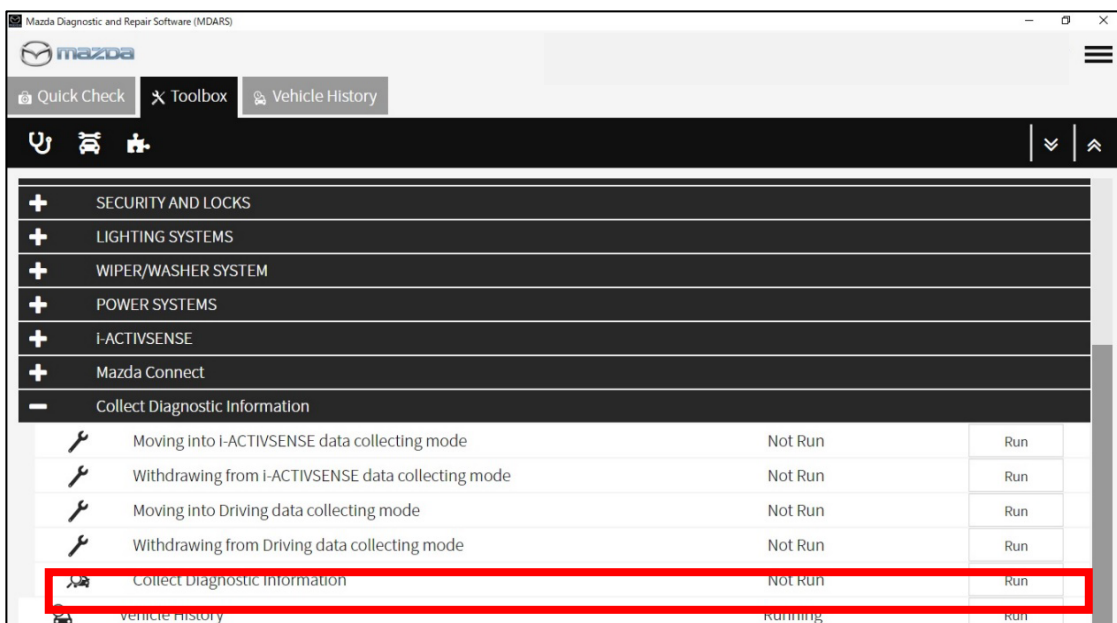 Mazda Diagnostic and Repair Software (MDARS)
mazda
Quick Check Toolbox Vehicle History
SECURITY AND LOCKS
LIGHTING SYSTEMS
WIPER/WASHER SYSTEM
POWER SYSTEMS
i-ACTIVSENSE
Mazda Connect
Collect Diagnostic Information
Moving into i-ACTIVSENSE data collecting mode Not Run Run
Withdrawing from i-ACTIVSENSE data collecting mode Not Run Run
Moving into Driving data collecting mode Not Run Run
Withdrawing from Driving data collecting mode Not Run Run
Collect Diagnostic Information Not Run Run
Vehicle History Running Run